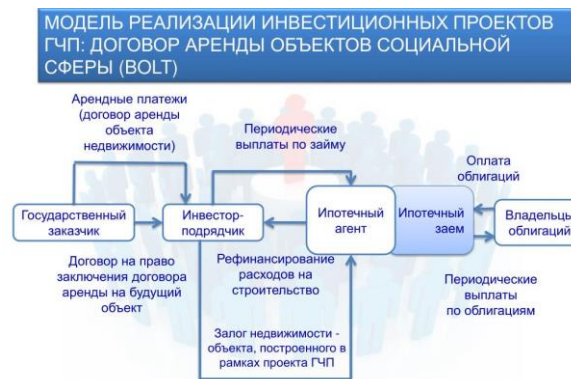 МОДЕЛЬ РЕАЛИЗАЦИИ ИНВЕСТИЦИОННЫХ ПРОЕКТОВ
ГЧП: ДОГОВОР АРЕНДЫ ОБЪЕКТОВ СОЦИАЛЬНОЙ
СФЕРЫ (BOLT)
Арендные платежи
(договор аренды
объекта
недвижимости)
Периодические
выплаты по займу
Оплата
облигаций
Государственный
заказчик
Инвестор-
подрядчик
Ипотечный
агент
Ипотечный
заем
Владельцы
облигаций
Договор на право
заключения договора
аренды на будущий
объект
Рефинансирование
расходов на
строительство
Периодические
выплаты
по облигациям
Залог недвижимости -
объекта, построенного в
рамках проекта ГЧП